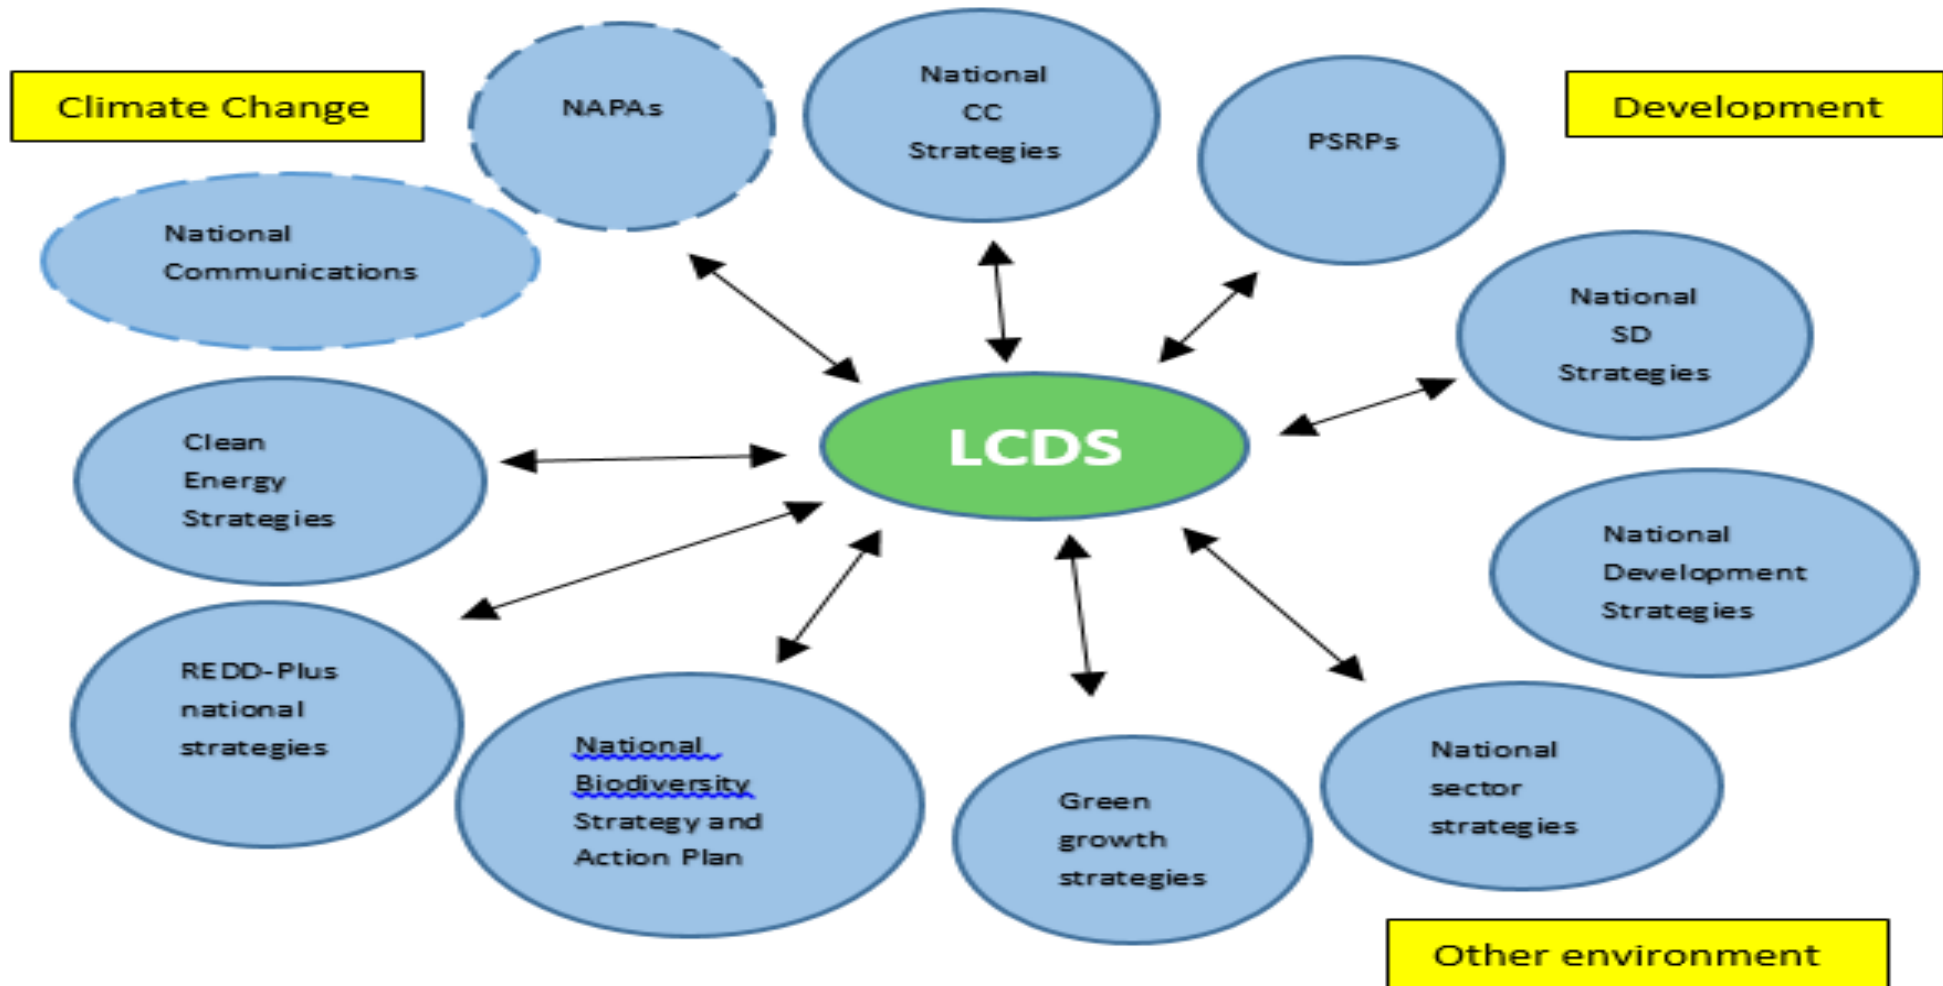 Climate Change
NAPAs
National
CC
Strategies
PSRPs
Development
National
Communications
National
SD
Strategies
Clean
Energy
Strategies
LCDS
National
Development
Strategies
REDD-Plus
national
strategies
National
Biodiversity
Strategy and
Action Plan
Green
growth
strategies
National
sector
strategies
Other environment